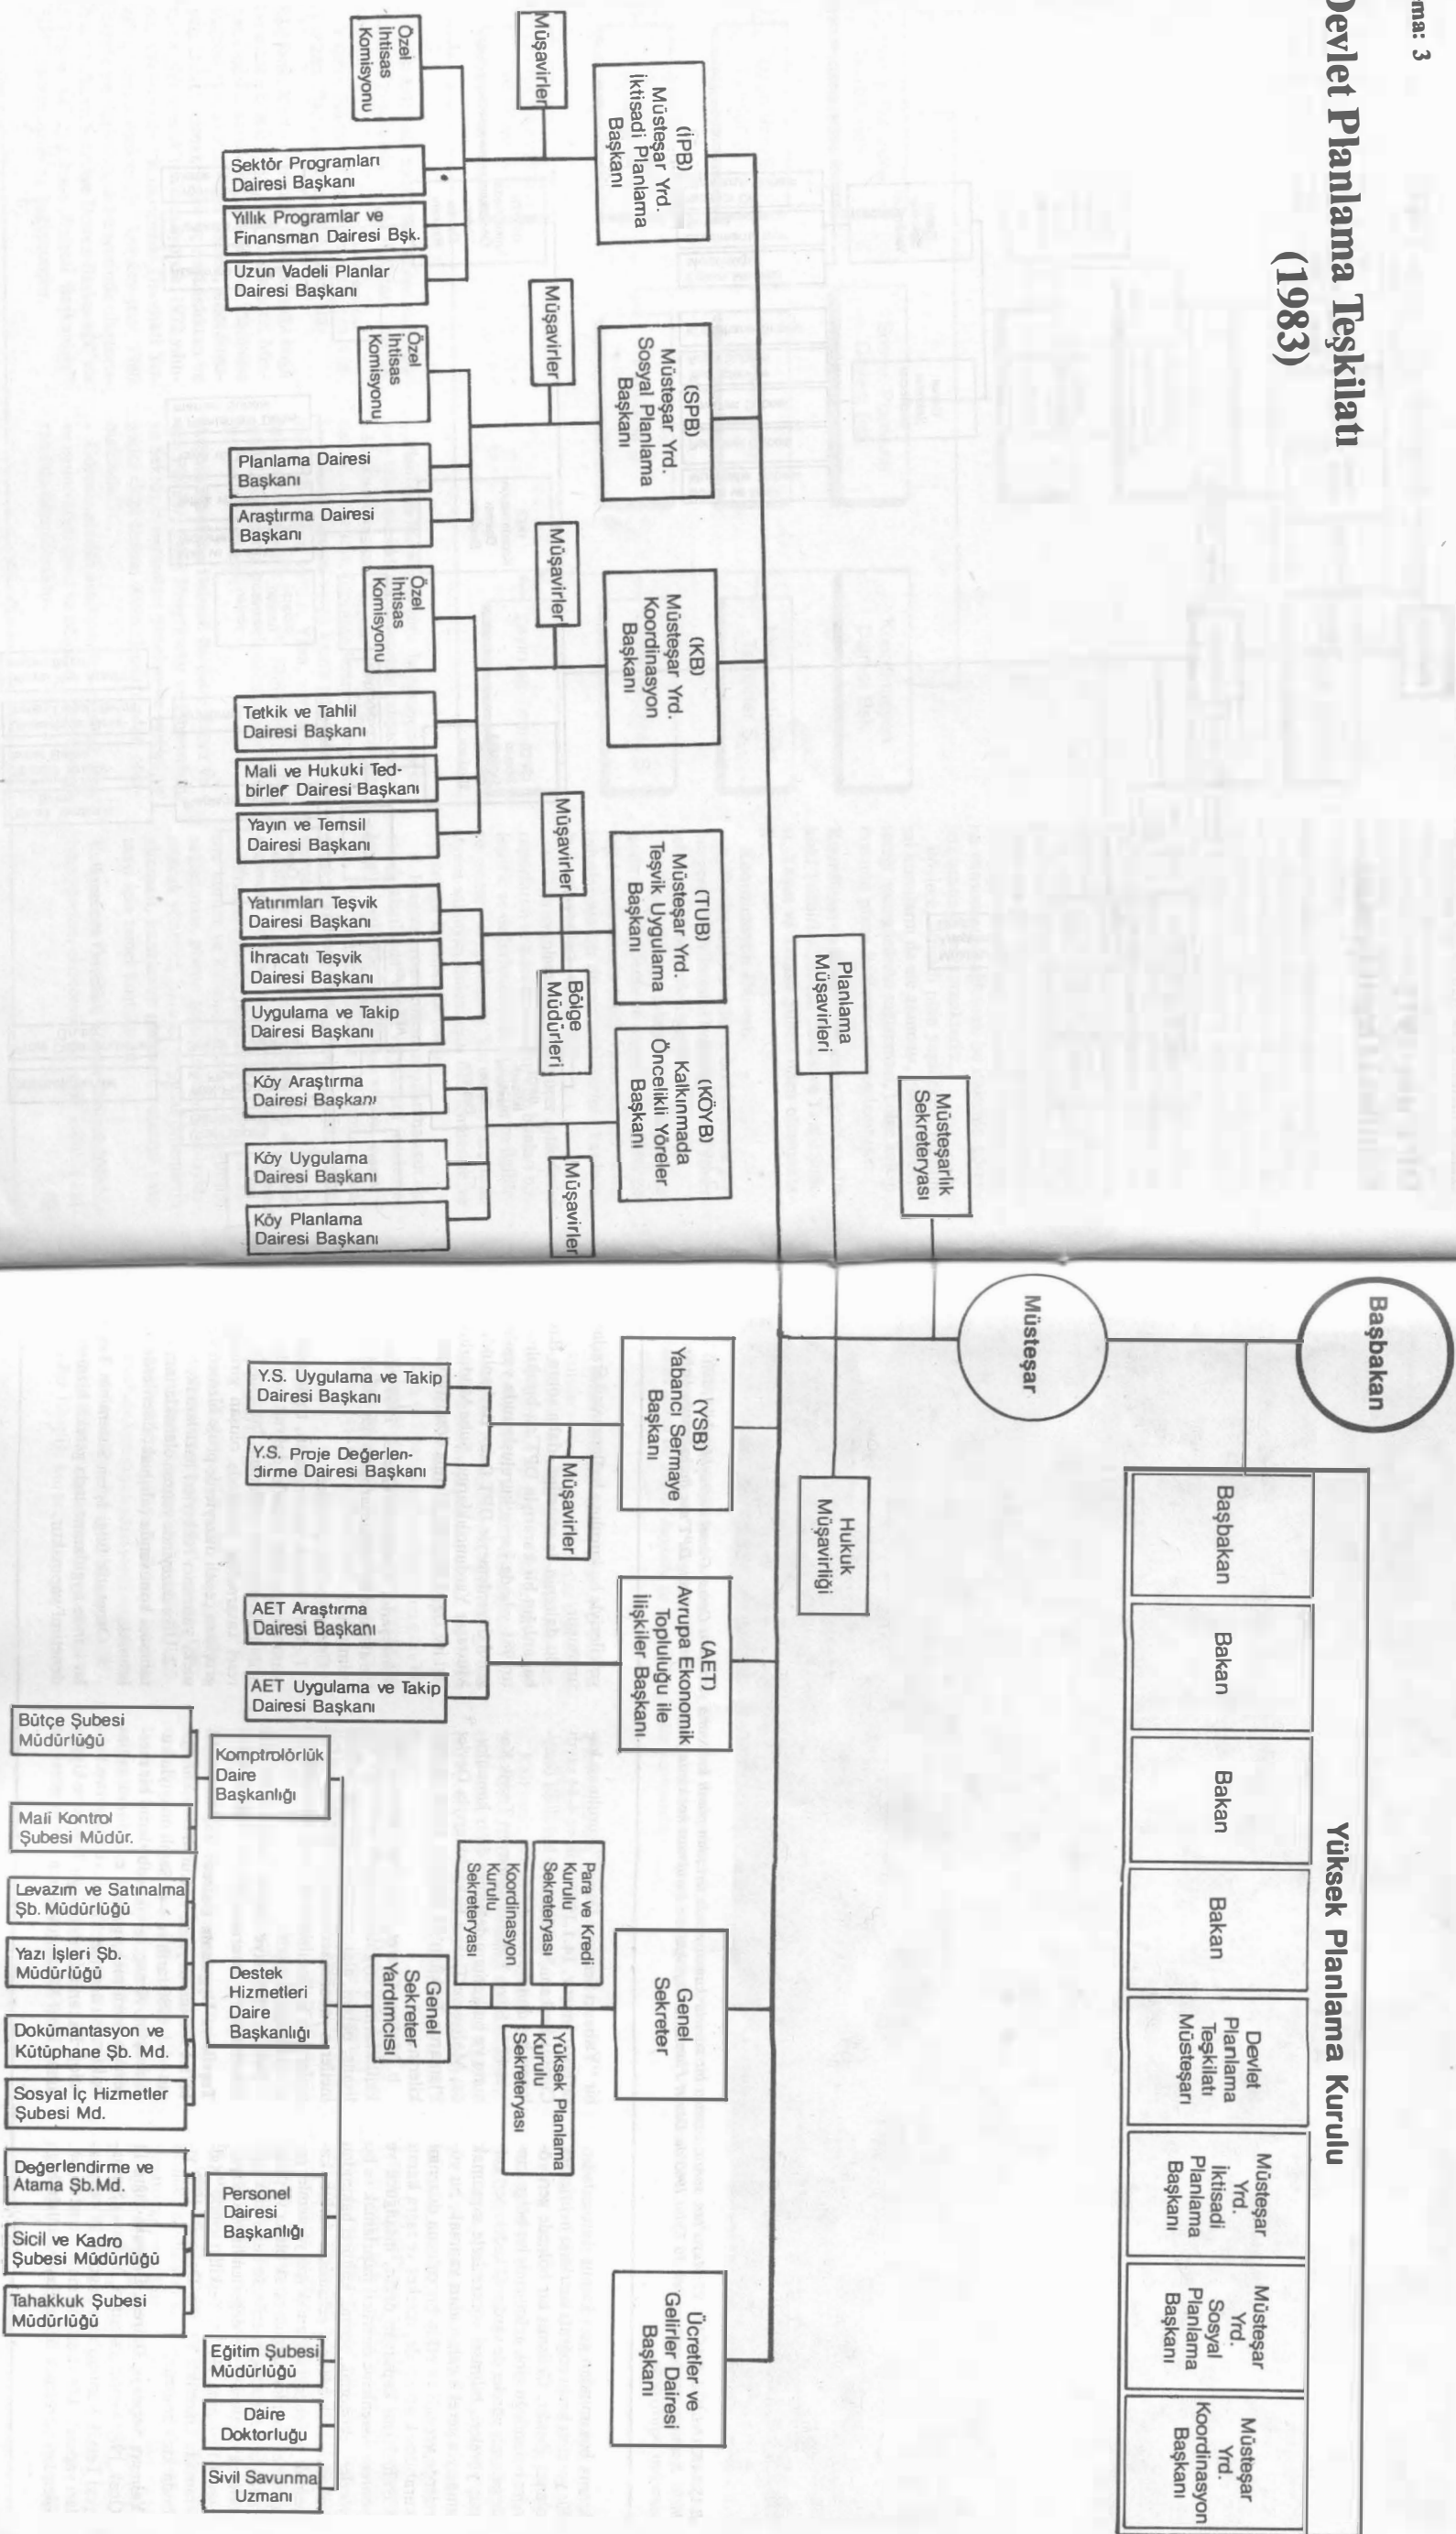 ma: 3
Devlet Planlama Teşkilatı
(1983)
Başbakan
Yüksek Planlama Kurulu
Başbakan
Bakan
Bakan
Bakan
Devlet
Planlama
Teşkilatı
Müsteşarı
Müsteşar
Yrd.
İktisadi
Planlama
Başkanı
Müsteşar
Yrd.
Sosyal
Planlama
Başkanı
Müsteşar
Yrd.
Koordinasyon
Başkanı
Müsteşar
Müsteşarlık
Sekreteryası
Planlama
Müşavirleri
Hukuk
Müşavirliği
(İPB)
Müsteşar Yrd.
İktisadi Planlama
Başkanı
Müşavirler
Özel
İhtisas
Komisyonu
Sektör Programları
Dairesi Başkanı
Yıllık Programlar ve
Finansman Dairesi Bşk.
Uzun Vadeli Planlar
Dairesi Başkanı
(SPB)
Müsteşar Yrd.
Sosyal Planlama
Başkanı
Müşavirler
Özel
İhtisas
Komisyonu
Planlama Dairesi
Başkanı
Araştırma Dairesi
Başkanı
(KB)
Müsteşar Yrd.
Koordinasyon
Başkanı
Müşavirler
Özel
İhtisas
Komisyonu
Tetkik ve Tahlil
Dairesi Başkanı
Mali ve Hukuki Ted-
birler Dairesi Başkanı
Yayın ve Temsil
Dairesi Başkanı
(TUB)
Müsteşar Yrd.
Teşvik Uygulama
Başkanı
Müşavirler
Bölge
Müdürleri
Yatırımları Teşvik
Dairesi Başkanı
İhracatı Teşvik
Dairesi Başkanı
Uygulama ve Takip
Dairesi Başkanı
(KÖYB)
Kalkınmada
Öncelikli Yöreler
Başkanı
Müşavirler
Köy Araştırma
Dairesi Başkanı
Köy Uygulama
Dairesi Başkanı
Köy Planlama
Dairesi Başkanı
(YSB)
Yabancı Sermaye
Başkanı
Müşavirler
Y.S. Uygulama ve Takip
Dairesi Başkanı
Y.S. Proje Değerlen-
dirme Dairesi Başkanı
(AET)
Avrupa Ekonomik
Topluluğu ile
İlişkiler Başkanı
AET Araştırma
Dairesi Başkanı
AET Uygulama ve Takip
Dairesi Başkanı
Genel
Sekreter
Para ve Kredi
Kurulu
Sekreteryası
Koordinasyon
Kurulu
Sekreteryası
Yüksek Planlama
Kurulu
Sekreteryası
Genel
Sekreter
Yardımcısı
Ücretler ve
Gelirler Dairesi
Başkanı
Komptrolörlük
Daire
Başkanlığı
Bütçe Şubesi
Müdürlüğü
Mali Kontrol
Şubesi Müdür.
Destek
Hizmetleri
Daire
Başkanlığı
Levazım ve Satınalma
Şb. Müdürlüğü
Yazı İşleri Şb.
Müdürlüğü
Dokümantasyon ve
Kütüphane Şb. Md.
Sosyal İç Hizmetler
Şubesi Md.
Personel
Dairesi
Başkanlığı
Değerlendirme ve
Atama Şb.Md.
Sicil ve Kadro
Şubesi Müdürlüğü
Tahakkuk Şubesi
Müdürlüğü
Eğitim Şubesi
Müdürlüğü
Daire
Doktorluğu
Sivil Savunma
Uzmanı